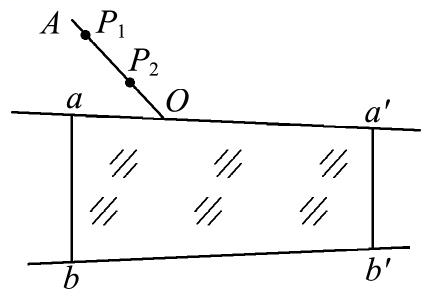 A P₁
P₂
a O a′
b b′